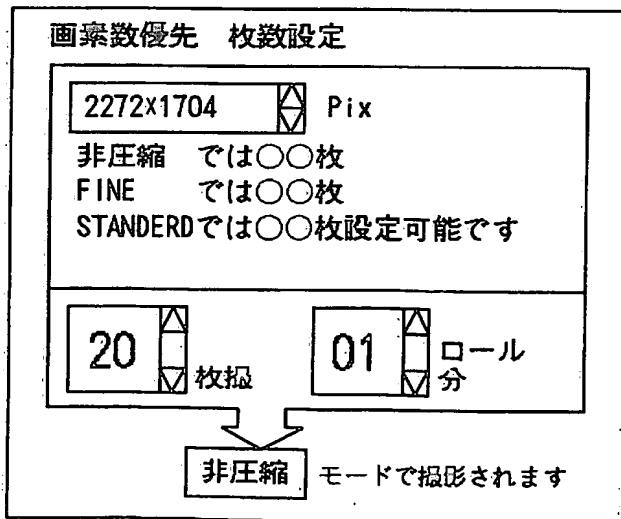 画素数優先 枚数設定
2272×1704 Pix
非圧縮 では○○枚
FINE では○○枚
STANDERDでは○○枚設定可能です
20 枚撮 01 ロール分
非圧縮 モードで撮影されます